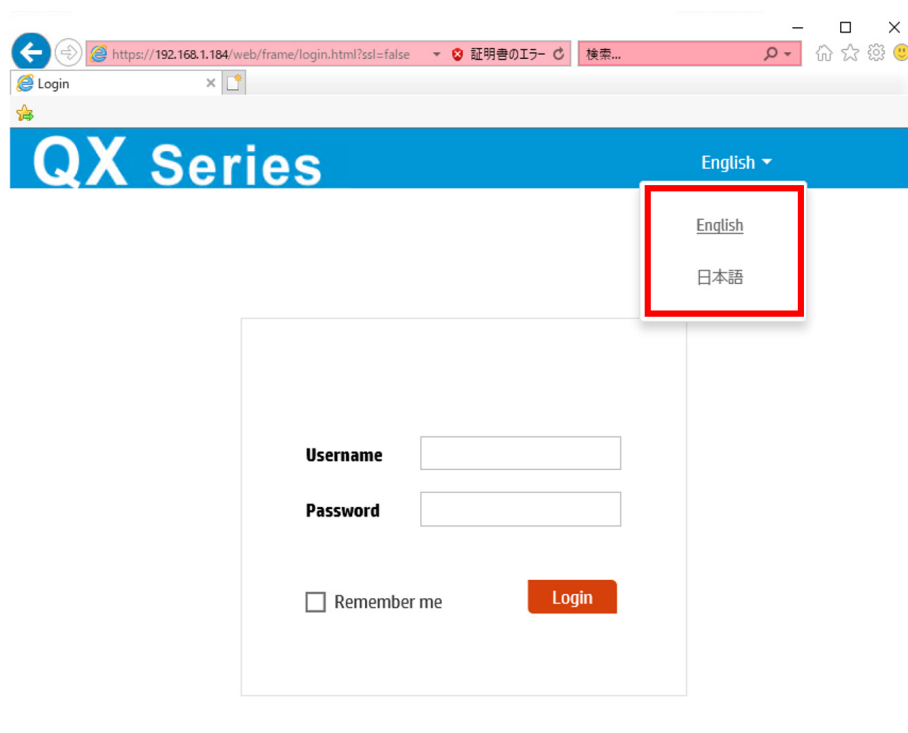 https://192.168.1.184/web/frame/login.html?ssl=false 証明書のエラー 検索...
Login
QX Series English
English
日本語
Username
Password
Remember me Login